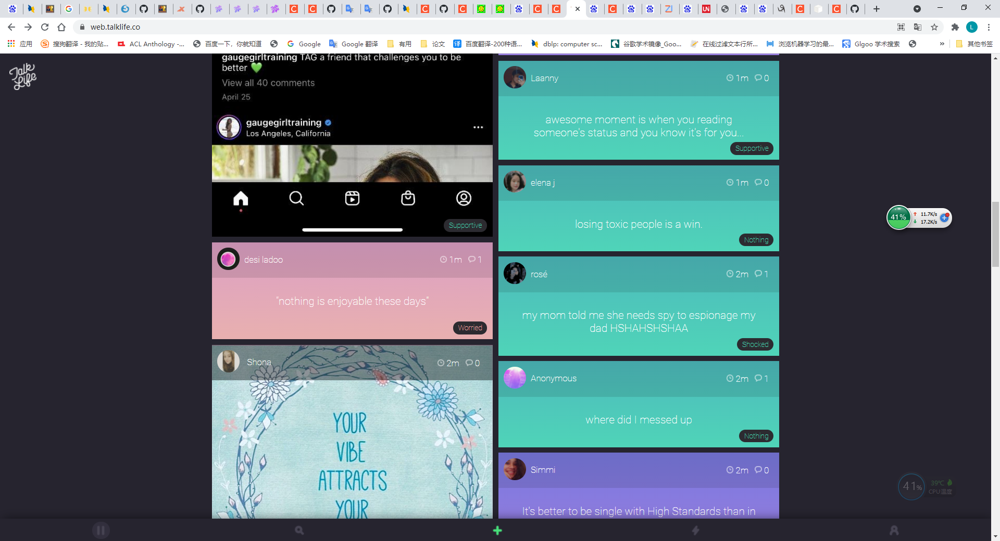 web.talklife.co
应用
搜狗翻译 - 我的贴...
ACL Anthology -...
百度一下，你就知道
Google
Google 翻译
有用
论文
百度翻译-200种语...
dblp: computer sc...
谷歌学术镜像_Goo...
在线过滤文本行所...
浏览机器学习的最...
Glgoo 学术搜索
»
其他书签
Talk
Life
gaugegirltraining TAG a friend that challenges you to be
better 💚
View all 40 comments
April 25
gaugegirltraining
Los Angeles, California
Supportive
desi ladoo
1m 1
"nothing is enjoyable these days"
Worried
Shona
2m 0
YOUR
VIBE
ATTRACTS
YOUR
Laanny
1m 0
awesome moment is when you reading
someone's status and you know it's for you...
Supportive
elena j
1m 0
losing toxic people is a win.
Nothing
rosé
2m 1
my mom told me she needs spy to espionage my
dad HSHAHSHSHAA
Shocked
Anonymous
2m 1
where did I messed up
Nothing
Simmi
2m 0
It's better to be single with High Standards than in
41%
11.7K/s
17.2K/s
41%
39℃
CPU温度